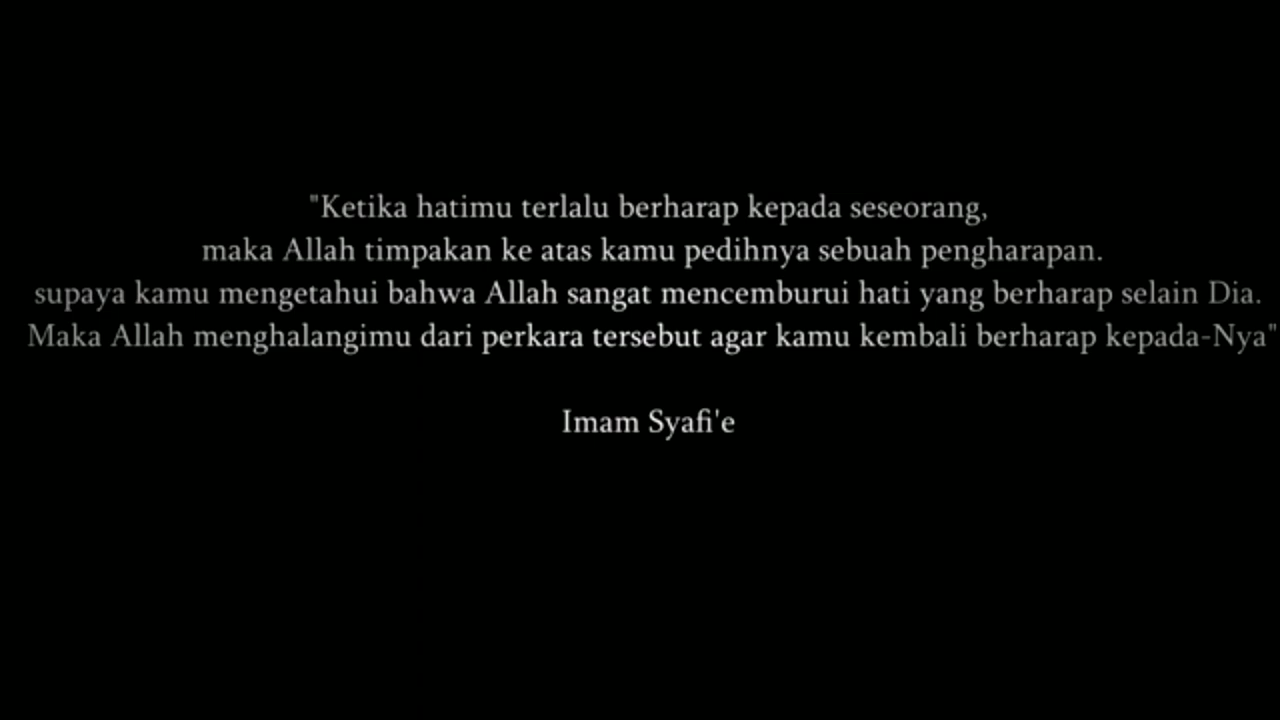 "Ketika hatimu terlalu berharap kepada seseorang,
maka Allah timpakan ke atas kamu pedihnya sebuah pengharapan.
supaya kamu mengetahui bahwa Allah sangat mencemburui hati yang berharap selain Dia.
Maka Allah menghalangimu dari perkara tersebut agar kamu kembali berharap kepada-Nya"
Imam Syafi'e